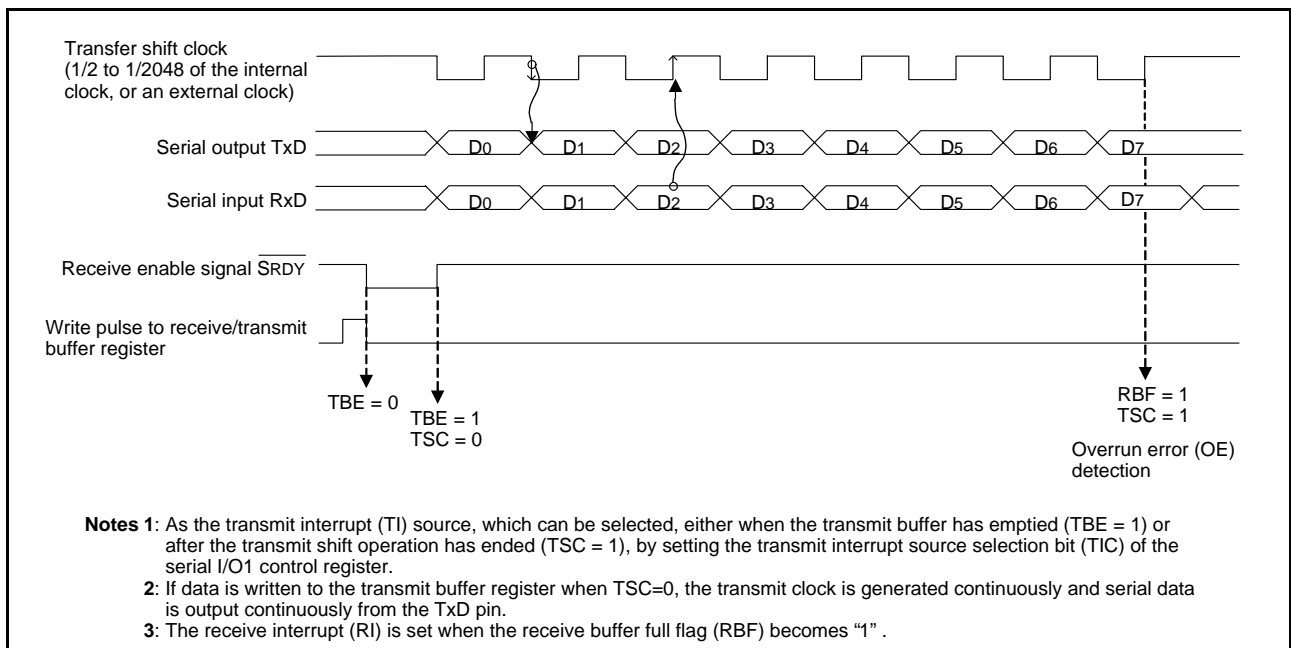 Transfer shift clock
(1/2 to 1/2048 of the internal
clock, or an external clock)
Serial output TxD
D0 D1 D2 D3 D4 D5 D6 D7
Serial input RxD
D0 D1 D2 D3 D4 D5 D6 D7
Receive enable signal SRDY
Write pulse to receive/transmit
buffer register
TBE = 0
TBE = 1
TSC = 0
RBF = 1
TSC = 1
Overrun error (OE)
detection
Notes 1: As the transmit interrupt (TI) source, which can be selected, either when the transmit buffer has emptied (TBE = 1) or
after the transmit shift operation has ended (TSC = 1), by setting the transmit interrupt source selection bit (TIC) of the
serial I/O1 control register.
2: If data is written to the transmit buffer register when TSC=0, the transmit clock is generated continuously and serial data
is output continuously from the TxD pin.
3: The receive interrupt (RI) is set when the receive buffer full flag (RBF) becomes “1” .